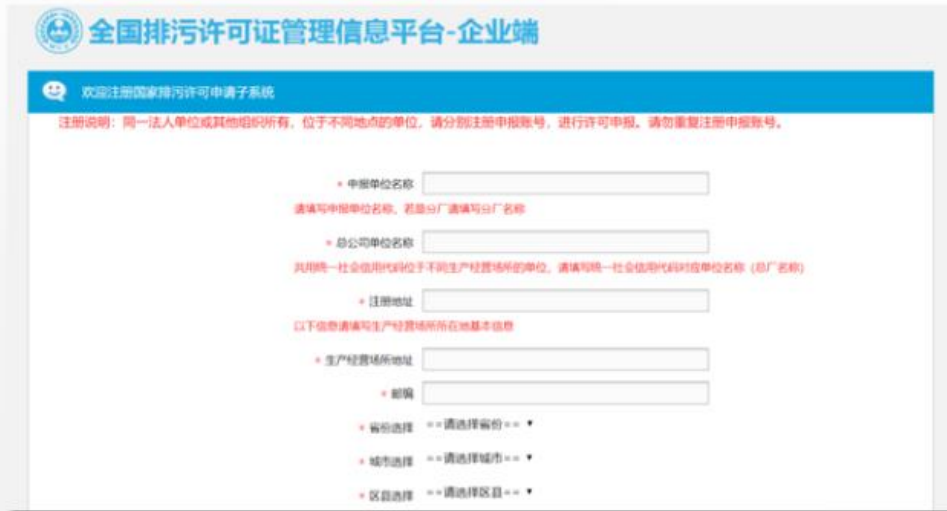 全国排污许可证管理信息平台-企业端
欢迎注册国家排污许可申请子系统
注册说明：同一法人单位或其他组织所有，位于不同地点的单位，请分别注册申报账号，进行许可申报。请勿重复注册申报账号。
* 申报单位名称
请填写申报单位名称，若是分厂请填写分厂名称
* 总公司单位名称
共用统一社会信用代码位于不同生产经营场所的单位，请填写统一社会信用代码对应单位名称（总厂名称）
* 注册地址
以下信息请填写生产经营场所所在地基本信息
* 生产经营场所地址
* 邮编
* 省份选择 ==请选择省份==
* 城市选择 ==请选择城市==
* 区县选择 ==请选择区县==